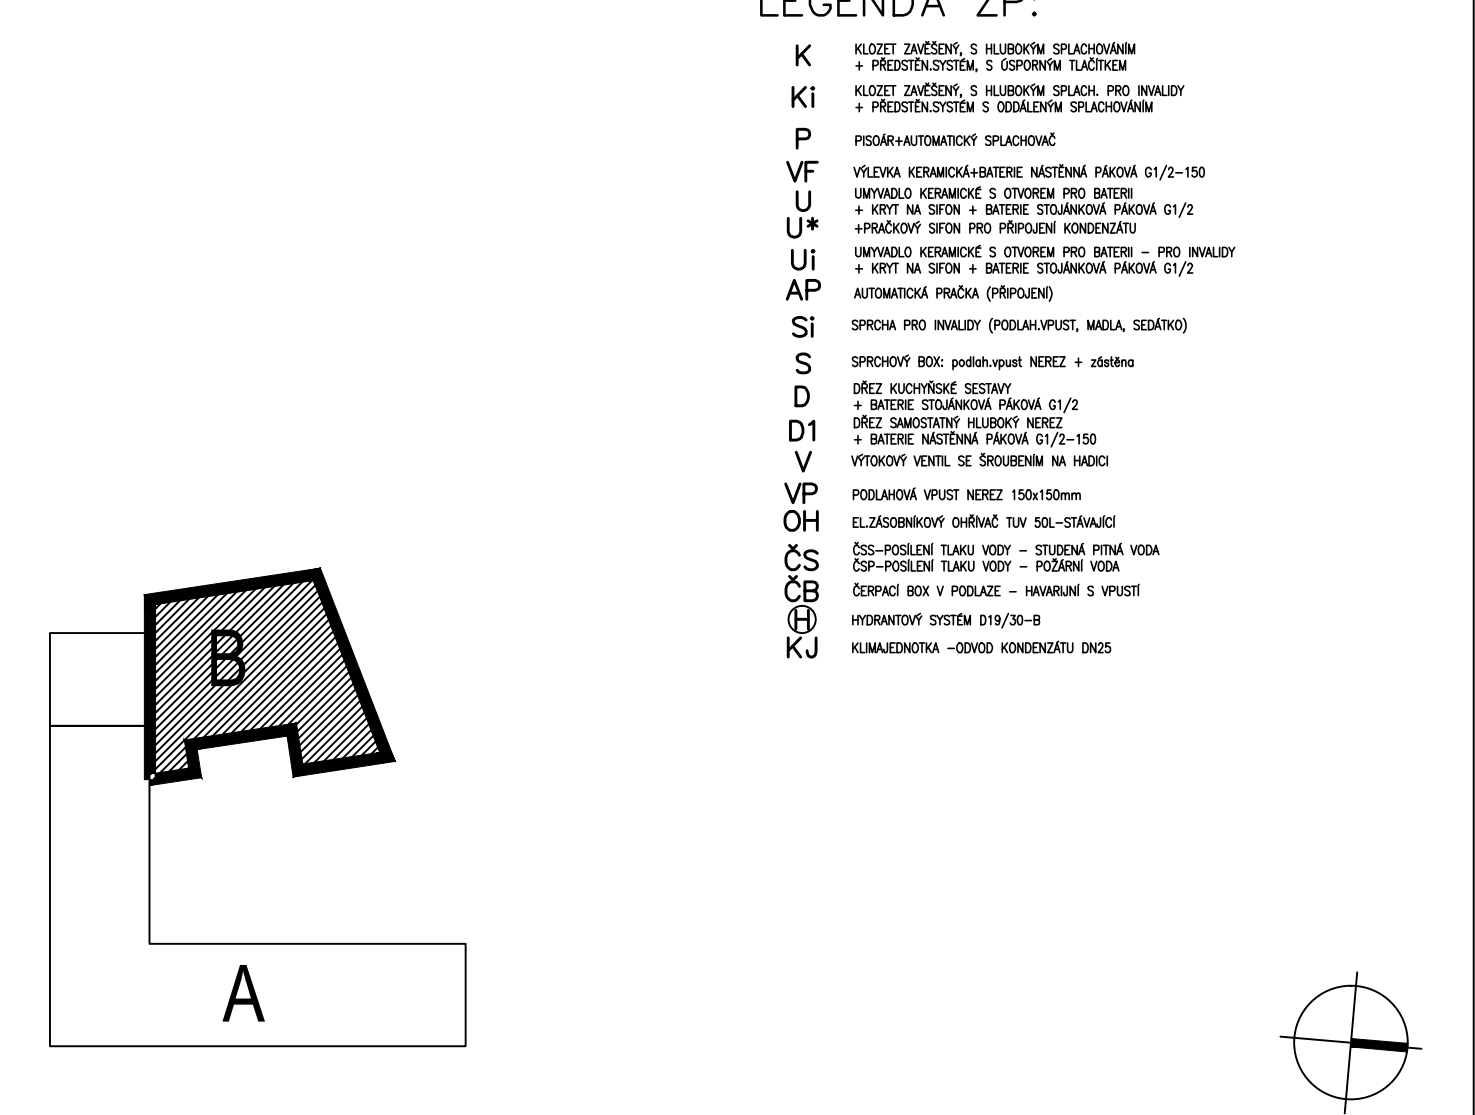 LEGENDA ZP:
K KLOZET ZAVĚŠENÝ, S HLUBOKÝM SPLACHOVÁNÍM
+ PŘEDSTĚN.SYSTÉM, S ÚSPORNÝM TLAČÍTKEM
Ki KLOZET ZAVĚŠENÝ, S HLUBOKÝM SPLACH. PRO INVALIDY
+ PŘEDSTĚN.SYSTÉM S ODDÁLENÝM SPLACHOVÁNÍM
P PISOÁR+AUTOMATICKÝ SPLACHOVAČ
VF VÝLEVKA KERAMICKÁ+BATERIE NÁSTĚNNÁ PÁKOVÁ G1/2-150
U UMYVADLO KERAMICKÉ S OTVOREM PRO BATERII
+ KRYT NA SIFON + BATERIE STOJÁNKOVÁ PÁKOVÁ G1/2
U* +PRAČKOVÝ SIFON PRO PŘIPOJENÍ KONDENZÁTU
Ui UMYVADLO KERAMICKÉ S OTVOREM PRO BATERII - PRO INVALIDY
+ KRYT NA SIFON + BATERIE STOJÁNKOVÁ PÁKOVÁ G1/2
AP AUTOMATICKÁ PRAČKA (PŘIPOJENÍ)
Si SPRCHA PRO INVALIDY (PODLAH.VPUST, MADLA, SEDÁTKO)
S SPRCHOVÝ BOX: podlah.vpust NEREZ + zástěna
D DŘEZ KUCHYŇSKÉ SESTAVY
+ BATERIE STOJÁNKOVÁ PÁKOVÁ G1/2
D1 DŘEZ SAMOSTATNÝ HLUBOKÝ NEREZ
+ BATERIE NÁSTĚNNÁ PÁKOVÁ G1/2-150
V VÝTOKOVÝ VENTIL SE ŠROUBENÍM NA HADICI
VP PODLAHOVÁ VPUST NEREZ 150x150mm
OH EL.ZÁSOBNÍKOVÝ OHŘÍVAČ TUV 50L-STÁVAJÍCÍ
ČS ČSS-POSÍLENÍ TLAKU VODY - STUDENÁ PITNÁ VODA
ČSP-POSÍLENÍ TLAKU VODY - POŽÁRNÍ VODA
ČB ČERPACÍ BOX V PODLAZE - HAVARIJNÍ S VPUSTÍ
H HYDRANTOVÝ SYSTÉM D19/30-B
KJ KLIMAJEDNOTKA -ODVOD KONDENZÁTU DN25
B
A